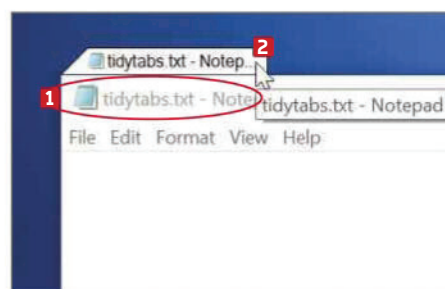 tidytabs.txt - Notep... 2
1 tidytabs.txt - Note tidytabs.txt - Notepad
File Edit Format View Help